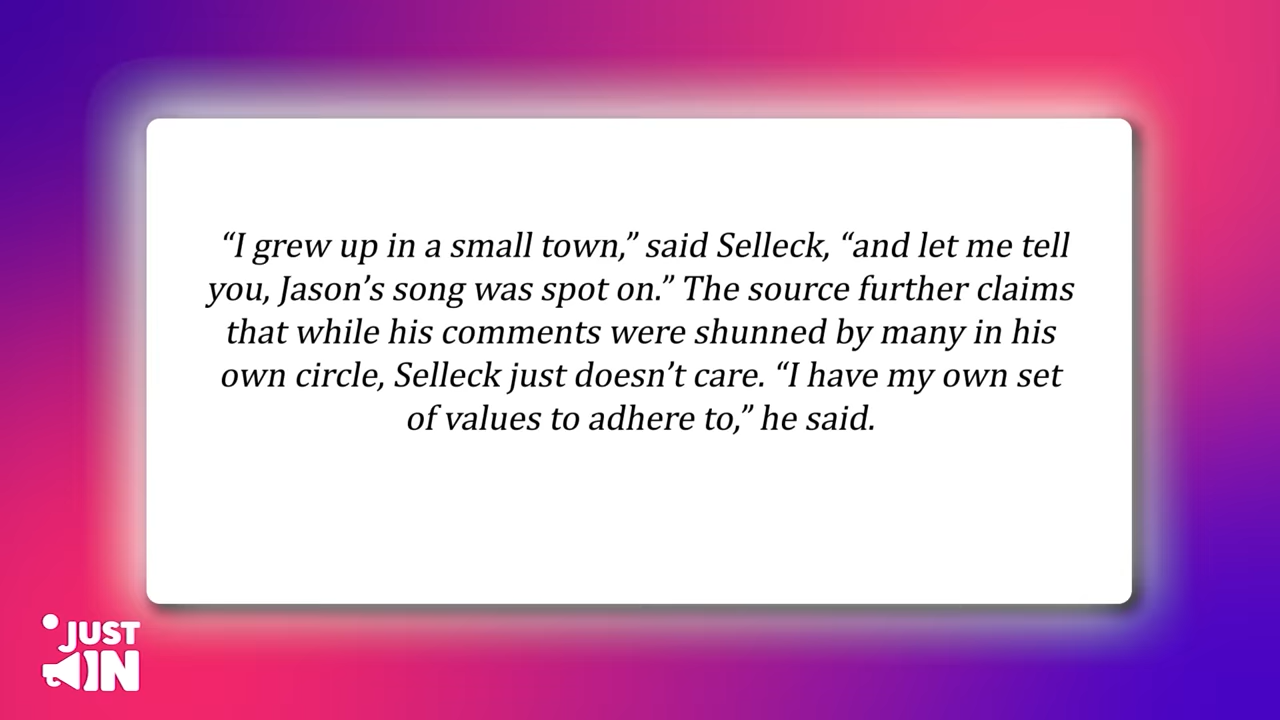 “I grew up in a small town,” said Selleck, “and let me tell
you, Jason’s song was spot on.” The source further claims
that while his comments were shunned by many in his
own circle, Selleck just doesn’t care. “I have my own set
of values to adhere to,” he said.
JUST
IN